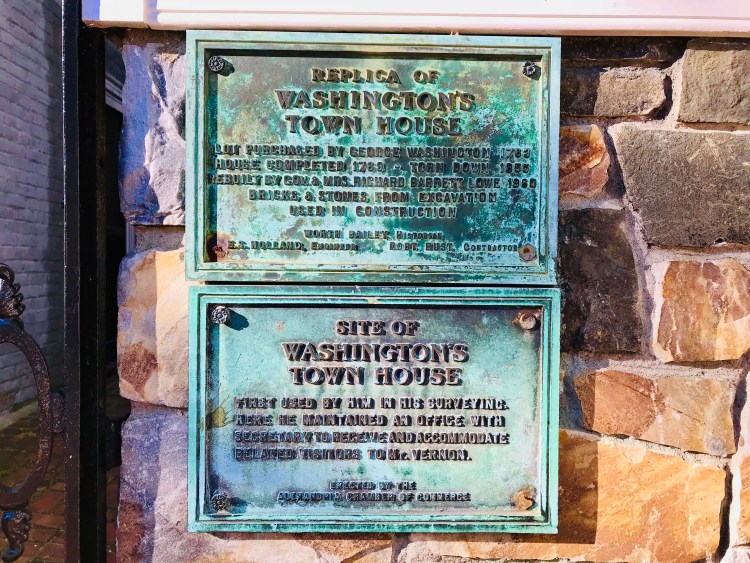 REPLICA OF
WASHINGTON'S
TOWN HOUSE
LOT PURCHASED BY GEORGE WASHINGTON, 1763
HOUSE COMPLETED 1769 - TORN DOWN, 1855
REBUILT BY GOV. & MRS. RICHARD BARRETT LOWE, 1960
BRICKS, & STONES, FROM EXCAVATION
USED IN CONSTRUCTION
WORTH BAILEY, HISTORIAN
E.S. HOLLAND, ENGINEER ROBT. RUST, CONTRACTOR
SITE OF
WASHINGTON'S
TOWN HOUSE
FIRST USED BY HIM IN HIS SURVEYING.
HERE HE MAINTAINED AN OFFICE WITH
SECRETARY TO RECEIVE AND ACCOMMODATE
BELATED VISITORS TO MT. VERNON.
ERECTED BY THE
ALEXANDRIA CHAMBER OF COMMERCE